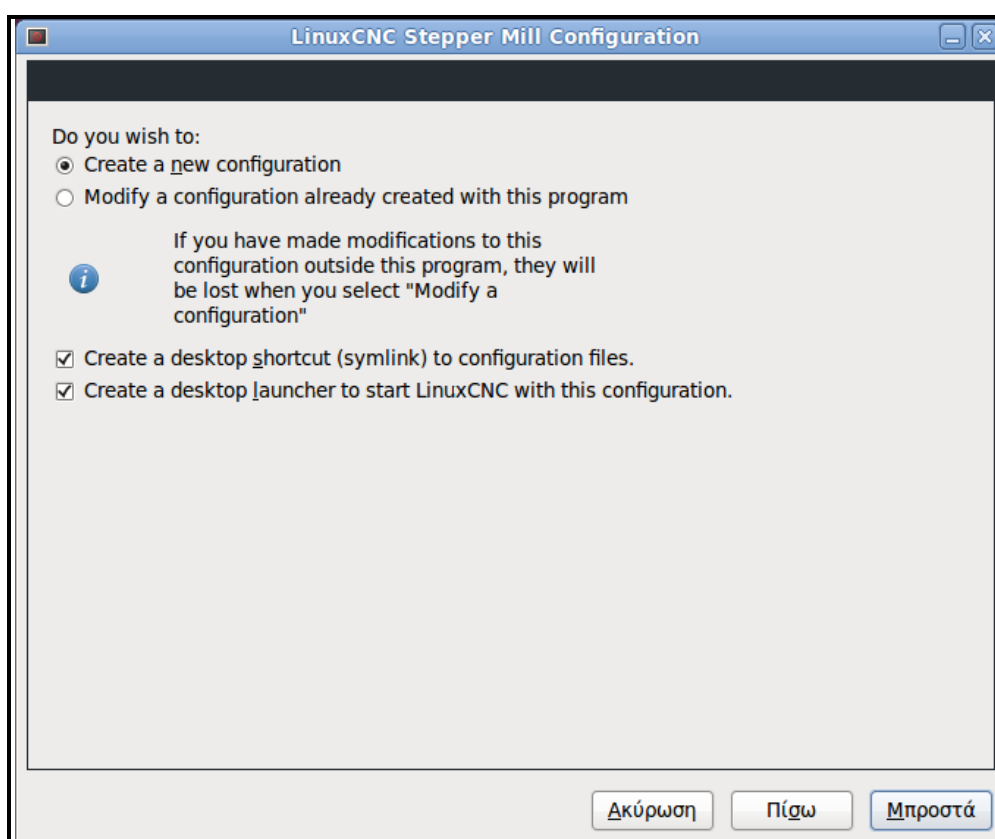 LinuxCNC Stepper Mill Configuration
Do you wish to:
Create a new configuration
Modify a configuration already created with this program
If you have made modifications to this
configuration outside this program, they will
be lost when you select "Modify a
configuration"
Create a desktop shortcut (symlink) to configuration files.
Create a desktop launcher to start LinuxCNC with this configuration.
Ακύρωση Πίσω Μπροστά